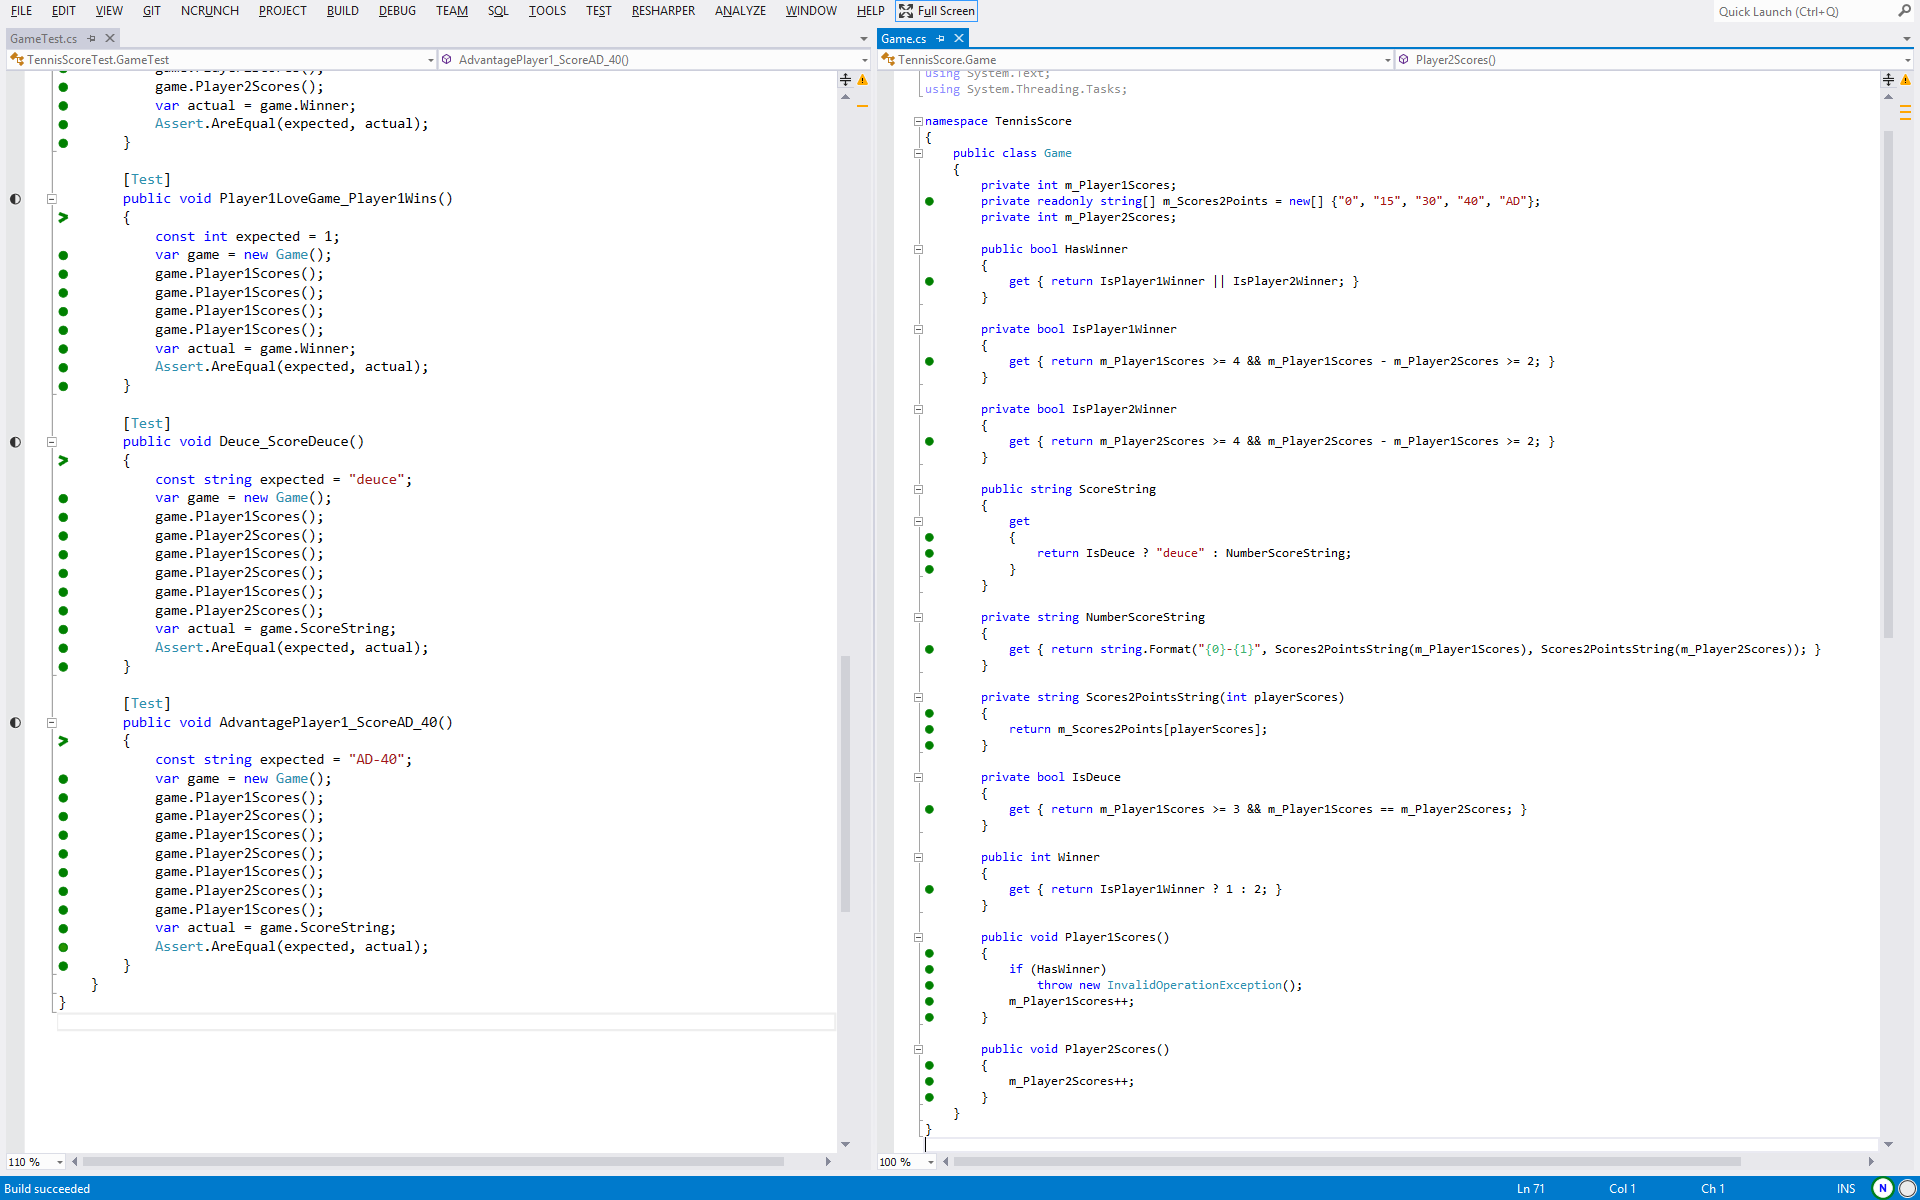 FILE EDIT VIEW GIT NCRUNCH PROJECT BUILD DEBUG TEAM SQL TOOLS TEST RESHARPER ANALYZE WINDOW HELP Full Screen Quick Launch (Ctrl+Q)
GameTest.cs
TennisScoreTest.GameTest AdvantagePlayer1_ScoreAD_40()
game.Player2Scores();
var actual = game.Winner;
Assert.AreEqual(expected, actual);
}
[Test]
public void Player1LoveGame_Player1Wins()
{
const int expected = 1;
var game = new Game();
game.Player1Scores();
game.Player1Scores();
game.Player1Scores();
game.Player1Scores();
var actual = game.Winner;
Assert.AreEqual(expected, actual);
}
[Test]
public void Deuce_ScoreDeuce()
{
const string expected = "deuce";
var game = new Game();
game.Player1Scores();
game.Player2Scores();
game.Player1Scores();
game.Player2Scores();
game.Player1Scores();
game.Player2Scores();
var actual = game.ScoreString;
Assert.AreEqual(expected, actual);
}
[Test]
public void AdvantagePlayer1_ScoreAD_40()
{
const string expected = "AD-40";
var game = new Game();
game.Player1Scores();
game.Player2Scores();
game.Player1Scores();
game.Player2Scores();
game.Player1Scores();
game.Player2Scores();
game.Player1Scores();
var actual = game.ScoreString;
Assert.AreEqual(expected, actual);
}
}
}
110 %
Game.cs
TennisScore.Game Player2Scores()
using System.Text;
using System.Threading.Tasks;
namespace TennisScore
{
public class Game
{
private int m_Player1Scores;
private readonly string[] m_Scores2Points = new[] {"0", "15", "30", "40", "AD"};
private int m_Player2Scores;
public bool HasWinner
{
get { return IsPlayer1Winner || IsPlayer2Winner; }
}
private bool IsPlayer1Winner
{
get { return m_Player1Scores >= 4 && m_Player1Scores - m_Player2Scores >= 2; }
}
private bool IsPlayer2Winner
{
get { return m_Player2Scores >= 4 && m_Player2Scores - m_Player1Scores >= 2; }
}
public string ScoreString
{
get
{
return IsDeuce ? "deuce" : NumberScoreString;
}
}
private string NumberScoreString
{
get { return string.Format("{0}-{1}", Scores2PointsString(m_Player1Scores), Scores2PointsString(m_Player2Scores)); }
}
private string Scores2PointsString(int playerScores)
{
return m_Scores2Points[playerScores];
}
private bool IsDeuce
{
get { return m_Player1Scores >= 3 && m_Player1Scores == m_Player2Scores; }
}
public int Winner
{
get { return IsPlayer1Winner ? 1 : 2; }
}
public void Player1Scores()
{
if (HasWinner)
throw new InvalidOperationException();
m_Player1Scores++;
}
public void Player2Scores()
{
m_Player2Scores++;
}
}
}
100 %
Build succeeded Ln 71 Col 1 Ch 1 INS N